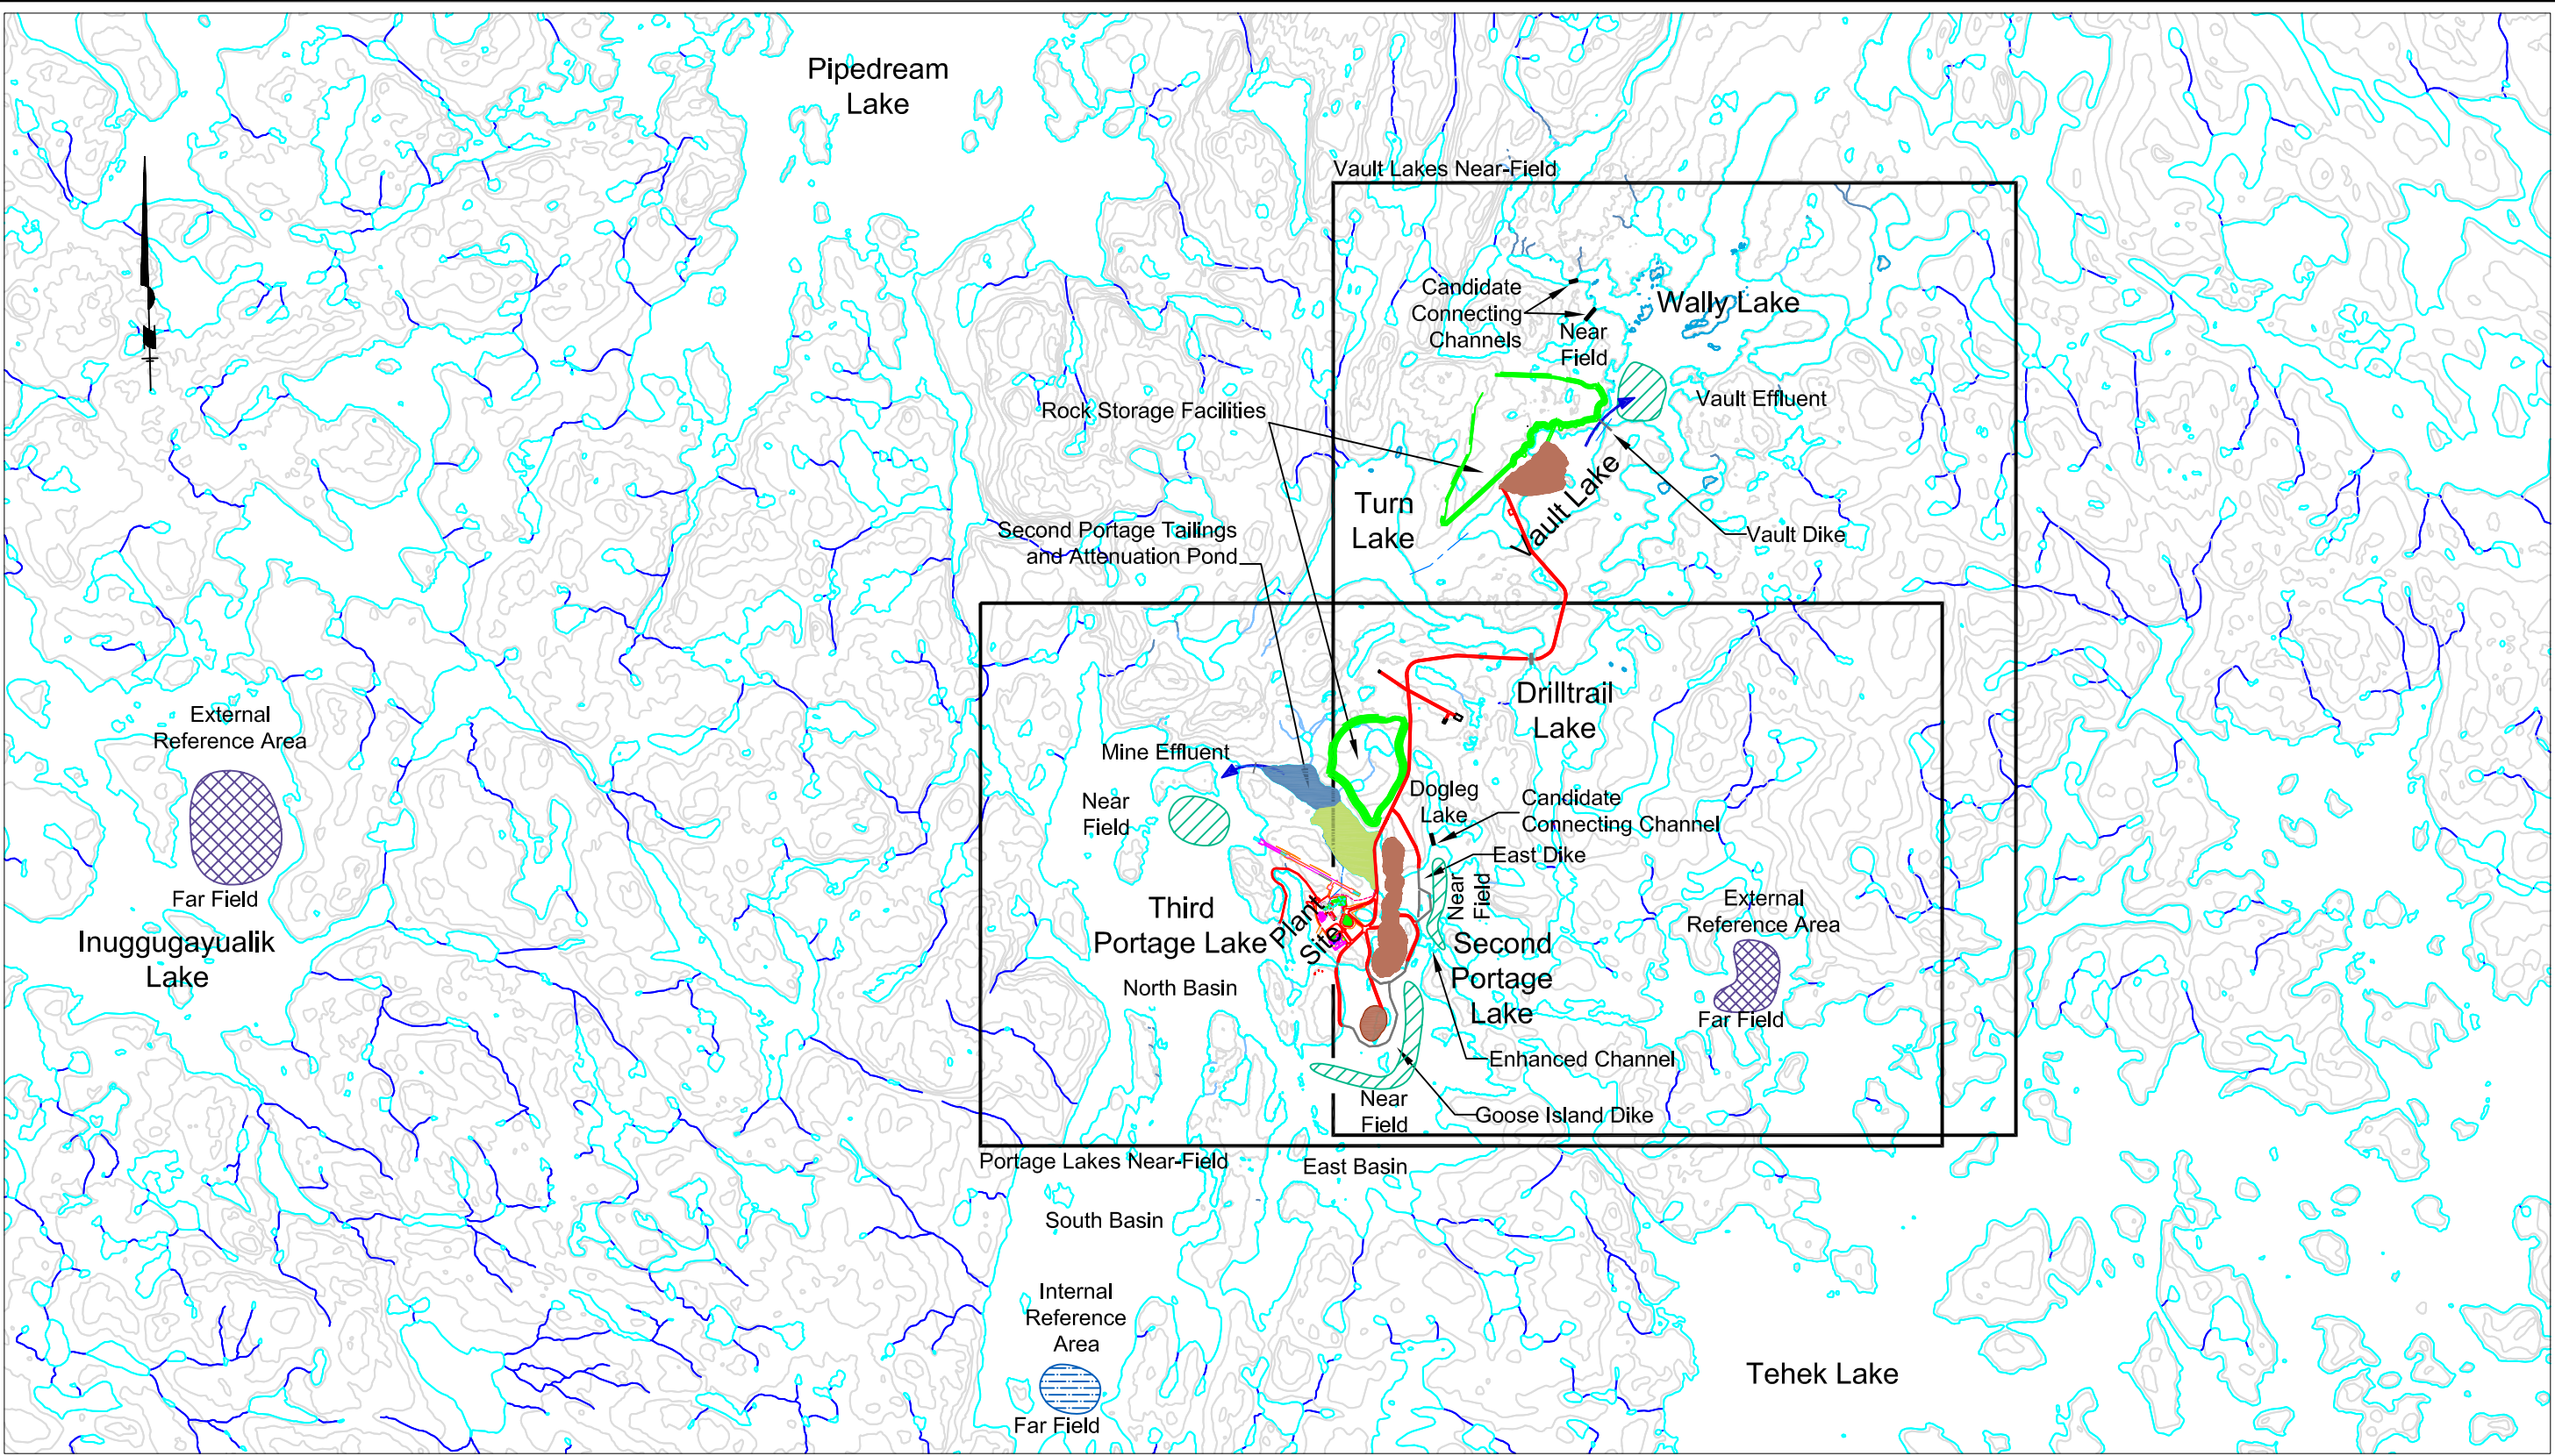 Pipedream
Lake
Vault Lakes Near-Field
Candidate
Connecting
Channels
Wally Lake
Near
Field
Vault Effluent
Rock Storage Facilities
Turn
Lake
Vault Lake
Vault Dike
Second Portage Tailings
and Attenuation Pond
Drilltrail
Lake
External
Reference Area
Far Field
Inuggugayualik
Lake
Mine Effluent
Near
Field
Dogleg
Lake
Candidate
Connecting Channel
East Dike
Near
Field
Third
Portage Lake
Plant
Site
North Basin
Second
Portage
Lake
External
Reference Area
Far Field
Enhanced Channel
Near
Field
Goose Island Dike
Portage Lakes Near-Field
East Basin
South Basin
Internal
Reference
Area
Far Field
Tehek Lake